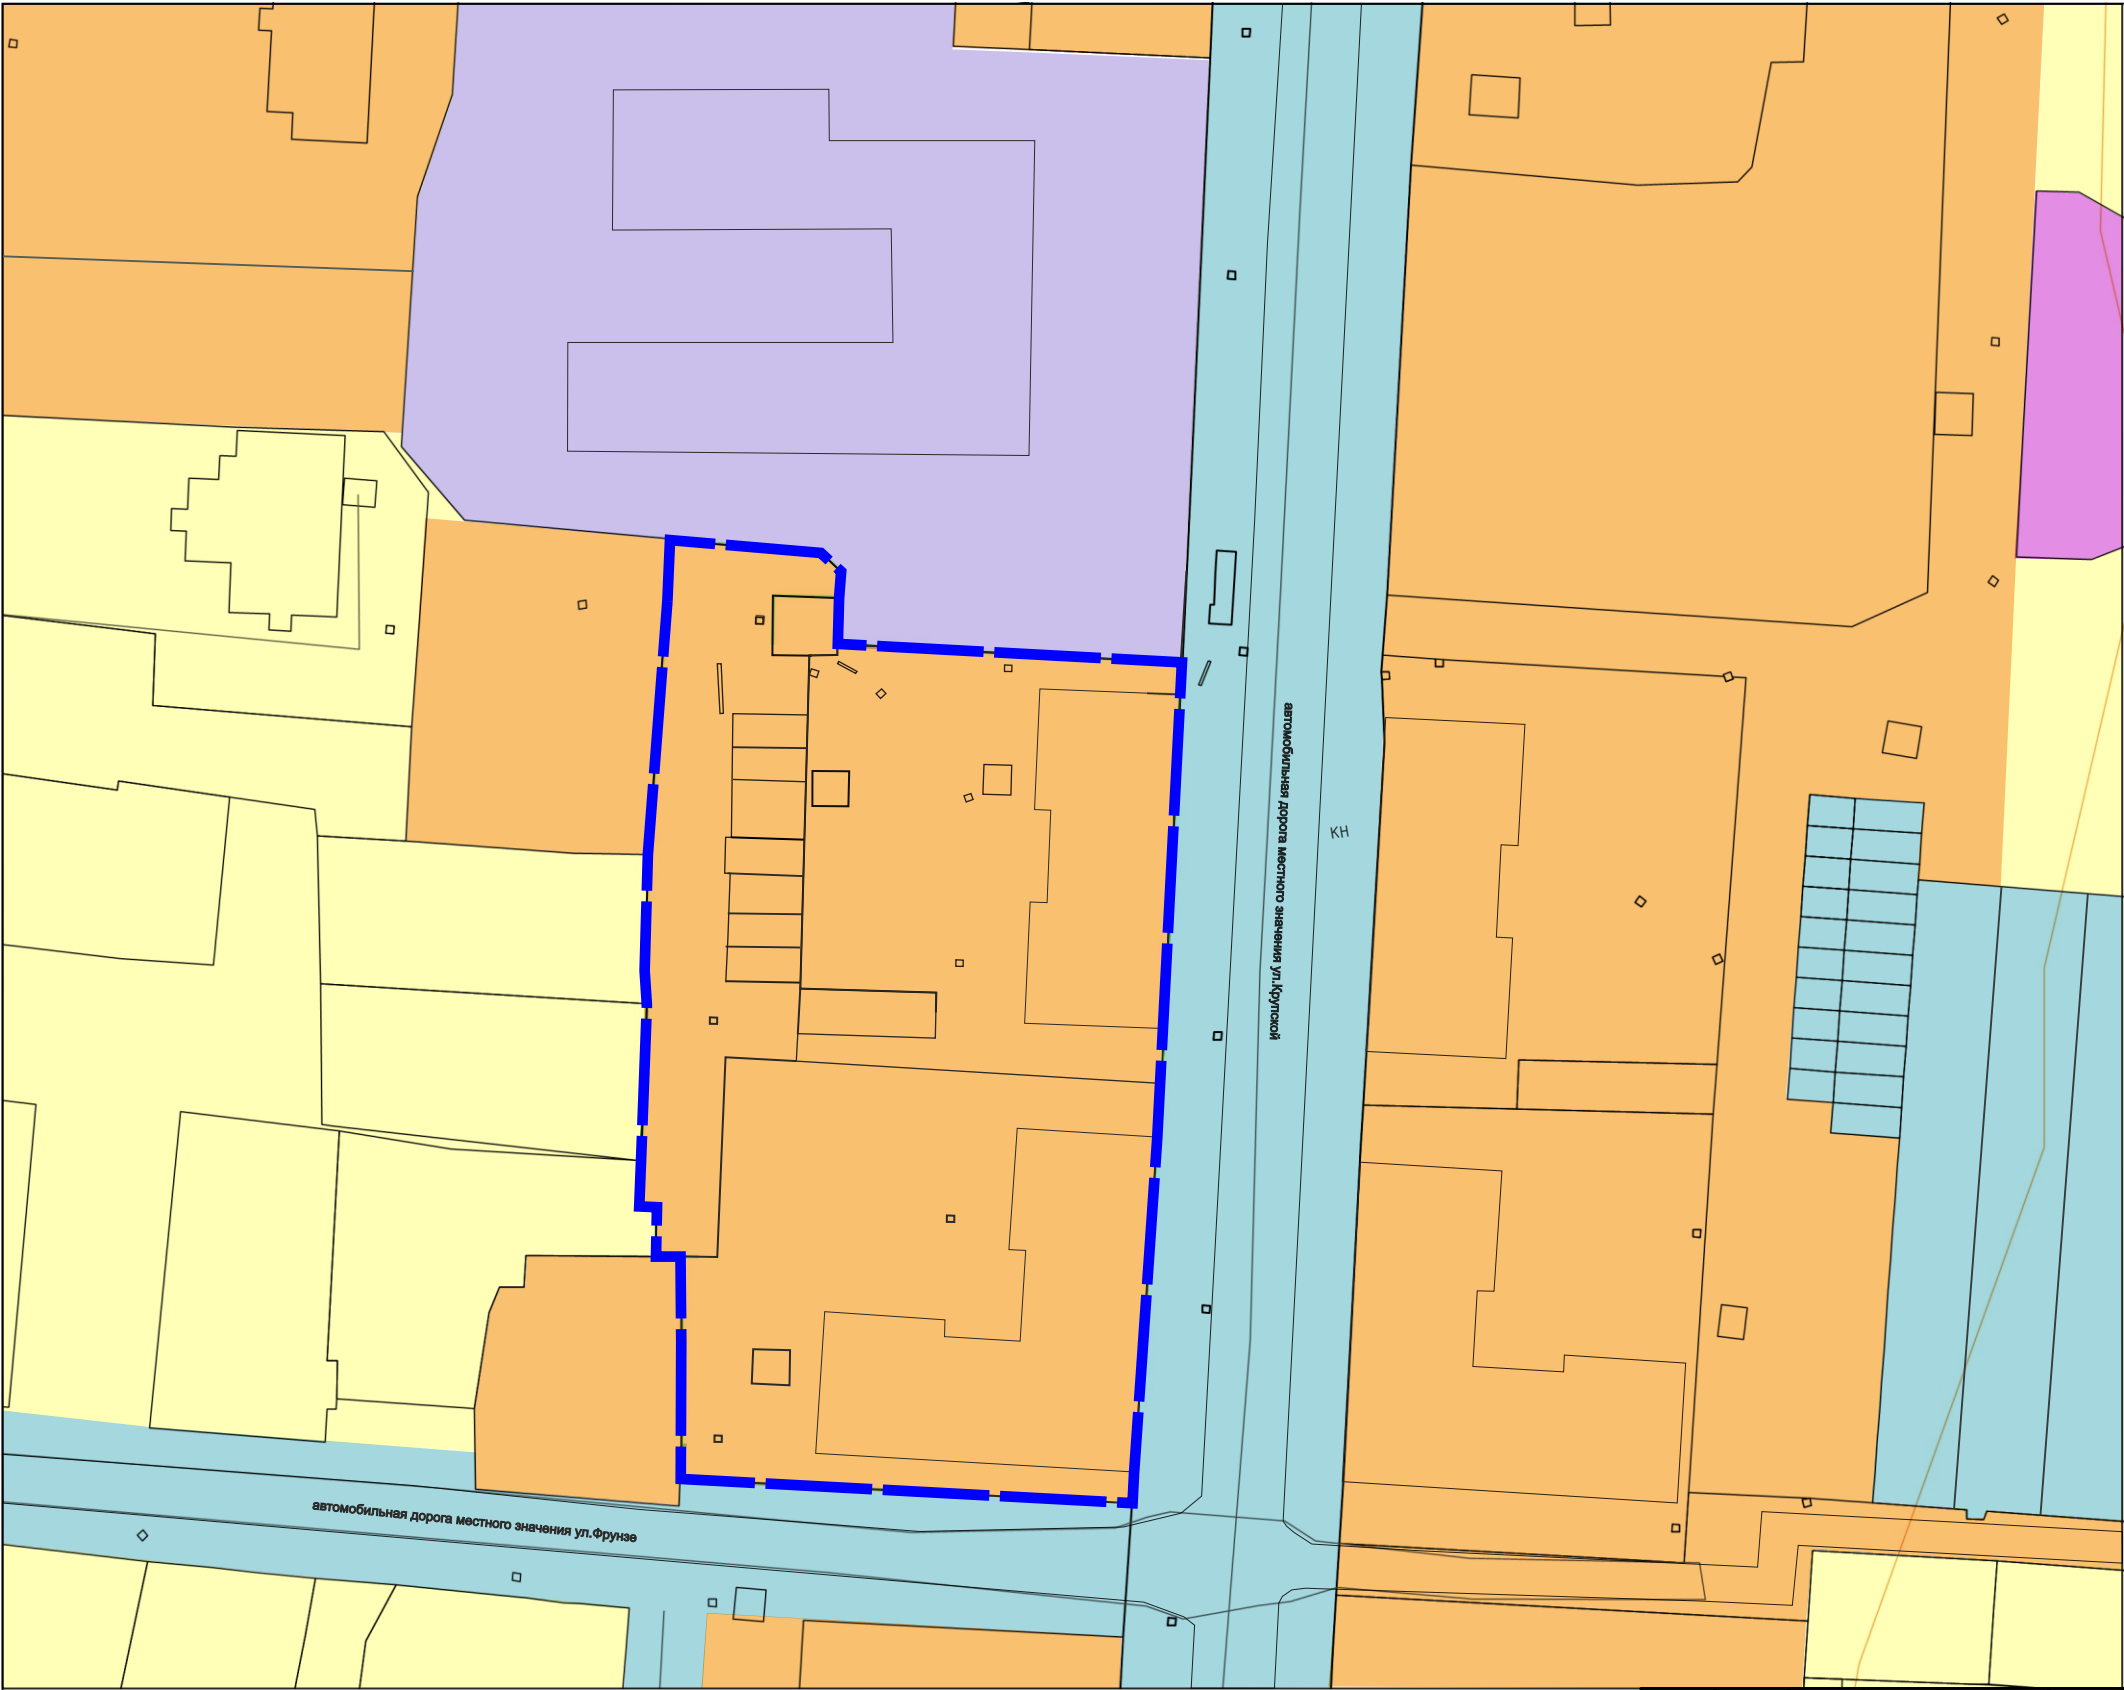 автомобильная дорога местного значения ул.Крупской
КН
автомобильная дорога местного значения ул.Фрунзе